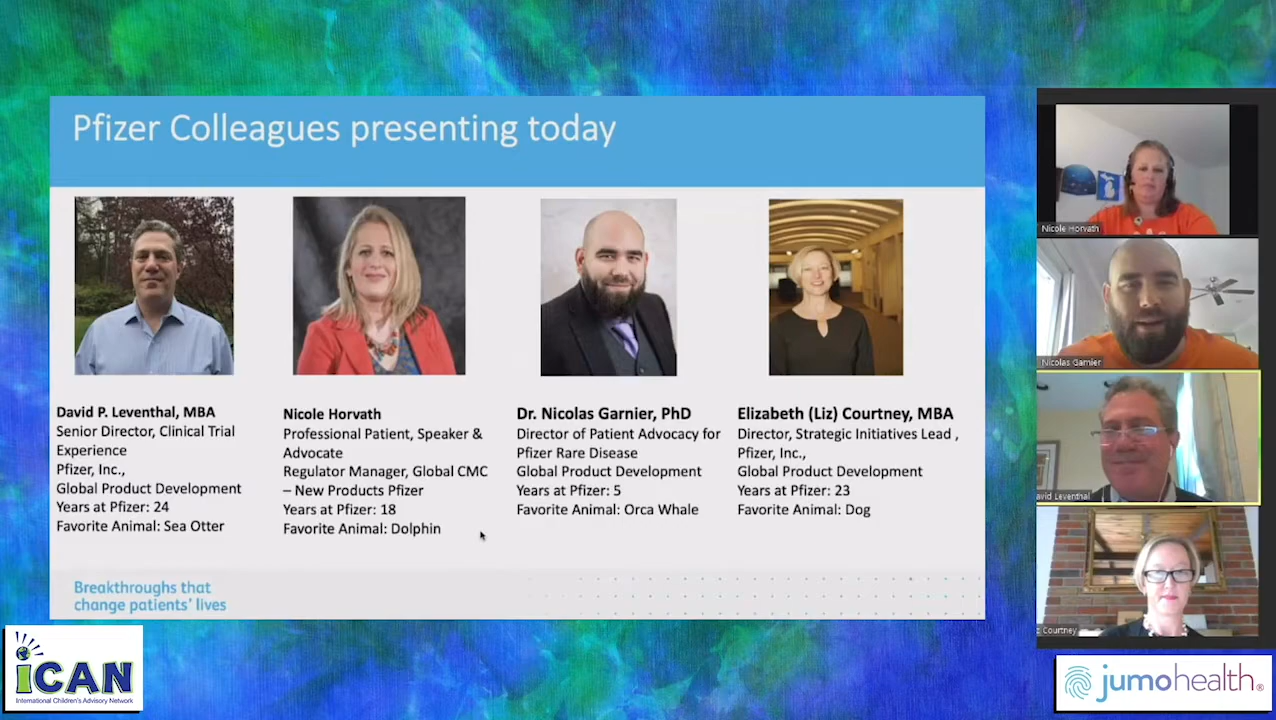 Pfizer Colleagues presenting today
David P. Leventhal, MBA
Senior Director, Clinical Trial
Experience
Pfizer, Inc.,
Global Product Development
Years at Pfizer: 24
Favorite Animal: Sea Otter
Nicole Horvath
Professional Patient, Speaker &
Advocate
Regulator Manager, Global CMC
– New Products Pfizer
Years at Pfizer: 18
Favorite Animal: Dolphin
Dr. Nicolas Garnier, PhD
Director of Patient Advocacy for
Pfizer Rare Disease
Global Product Development
Years at Pfizer: 5
Favorite Animal: Orca Whale
Elizabeth (Liz) Courtney, MBA
Director, Strategic Initiatives Lead ,
Pfizer, Inc.,
Global Product Development
Years at Pfizer: 23
Favorite Animal: Dog
Breakthroughs that
change patients' lives
Nicole Horvath
Nicolas Garnier
avid Leventhal
z Courtney
iCAN
International Children's Advisory Network
jumohealth®